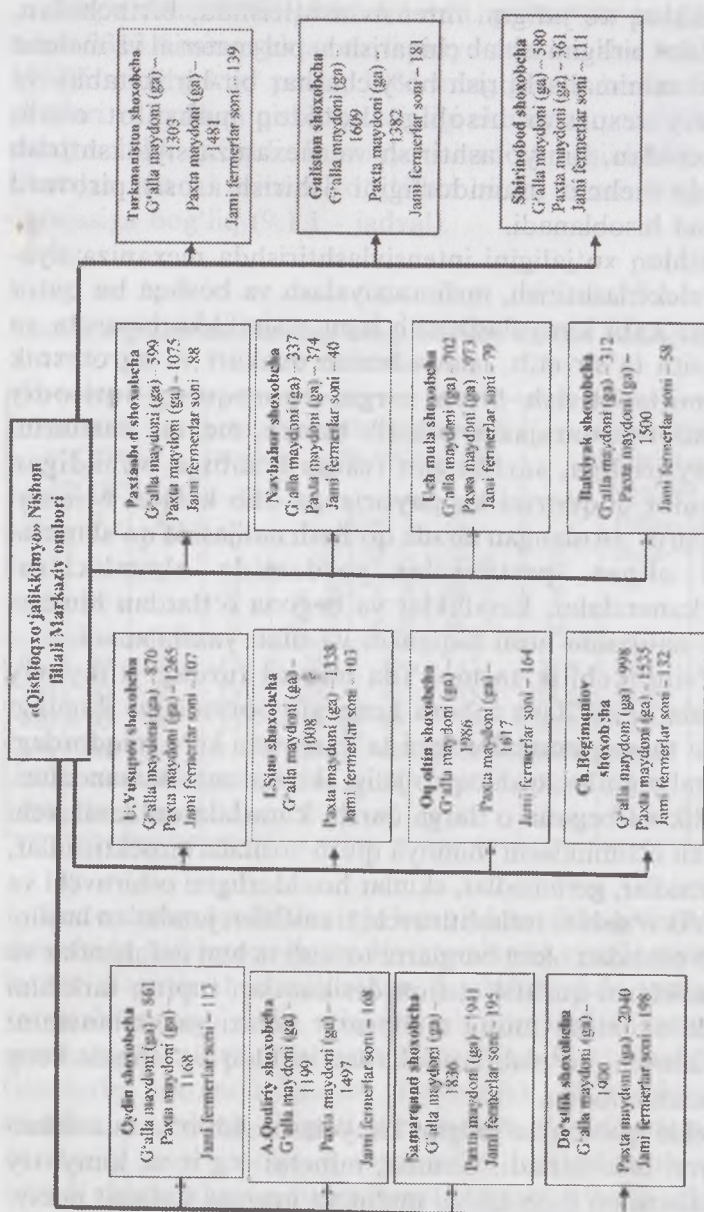 «Qishloqxo'jalikkimyo» Nishon
filiali Markaziy ombori
Oydin shoxobcha
G'alla maydoni (ga) – 861
Paxta maydoni (ga)
1168
Jami fermerlar soni –
A.Qodiriy shoxobcha
G'alla maydoni (ga)
1199
Paxta maydoni (ga)
1497
Jami fermerlar soni – 108
Samarqand shoxobcha
G'alla maydoni (ga)
1836
Paxta maydoni (ga) – 1941
Jami fermerlar soni – 195
Do'stlik shoxobcha
G'alla maydoni (ga) –
1900
Paxta maydoni (ga) – 2040
Jami fermerlar soni – 198
U.Yusupov shoxobcha
G'alla maydoni (ga) – 870
Paxta maydoni (ga) – 1265
Jami fermerlar soni – 107
I.Sino shoxobcha
G'alla maydoni (ga) –
1008
Paxta maydoni (ga) – 1338
Jami fermerlar soni – 103
Oq oltin shoxobcha
G'alla maydoni (ga)
1086
Paxta maydoni (ga)
1617
Jami fermerlar soni – 164
Ch.Begimqulov
shoxobcha
G'alla maydoni (ga) – 998
Paxta maydoni (ga) – 1532
Jami fermerlar soni – 132
Paxtaobod shoxobcha
G'alla maydoni (ga) – 599
Paxta maydoni (ga) – 1075
Jami fermerlar soni – 88
Navbahor shoxobcha
G'alla maydoni (ga) – 337
Paxta maydoni (ga) – 374
Jami fermerlar soni – 40
Uch mula shoxobcha
G'alla maydoni (ga) – 702
Paxta maydoni (ga) – 973
Jami fermerlar soni – 79
shoxobcha
G'alla maydoni (ga) – 312
Paxta maydoni (ga) –
1500
Jami fermerlar soni – 58
Turkmaniston shoxobcha
G'alla maydoni (ga) –
1303
Paxta maydoni (ga) –
1481
Jami fermerlar soni – 139
Guliston shoxobcha
G'alla maydoni (ga)
1609
Paxta maydoni (ga) –
1382
Jami fermerlar soni – 181
Shirinobod shoxobcha
G'alla maydoni (ga) – 580
Paxta maydoni (ga) – 861
Jami fermerlar soni – 111